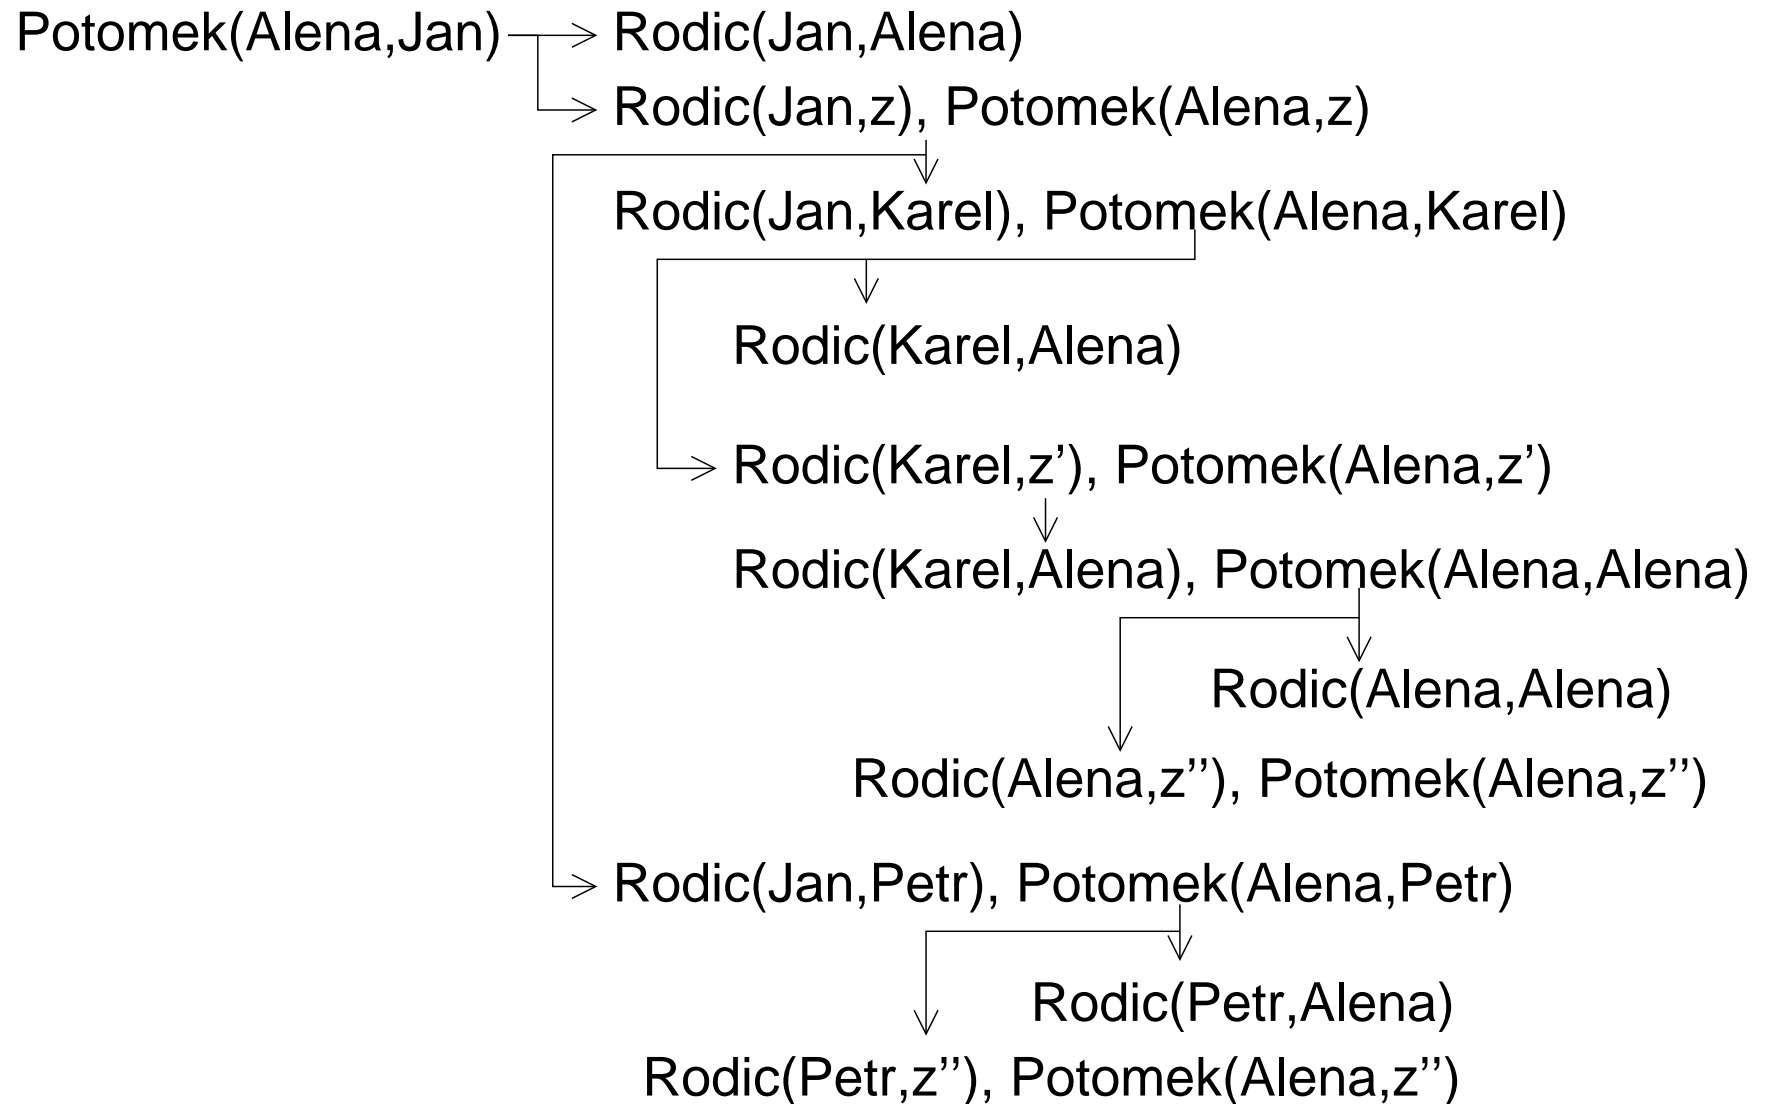 Potomek(Alena,Jan) Rodic(Jan,Alena)
Rodic(Jan,z), Potomek(Alena,z)
Rodic(Jan,Karel), Potomek(Alena,Karel)
Rodic(Karel,Alena)
Rodic(Karel,z'), Potomek(Alena,z')
Rodic(Karel,Alena), Potomek(Alena,Alena)
Rodic(Alena,Alena)
Rodic(Alena,z''), Potomek(Alena,z'')
Rodic(Jan,Petr), Potomek(Alena,Petr)
Rodic(Petr,Alena)
Rodic(Petr,z''), Potomek(Alena,z'')